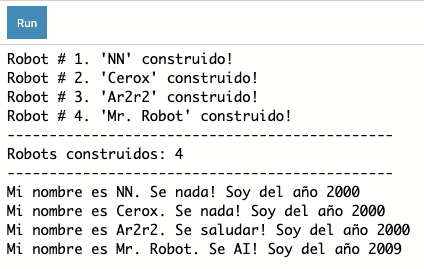 Run
Robot # 1. 'NN' construido!
Robot # 2. 'Cerox' construido!
Robot # 3. 'Ar2r2' construido!
Robot # 4. 'Mr. Robot' construido!
-----------------------------------------------
Robots construidos: 4
-----------------------------------------------
Mi nombre es NN. Se nada! Soy del año 2000
Mi nombre es Cerox. Se nada! Soy del año 2000
Mi nombre es Ar2r2. Se saludar! Soy del año 2000
Mi nombre es Mr. Robot. Se AI! Soy del año 2009